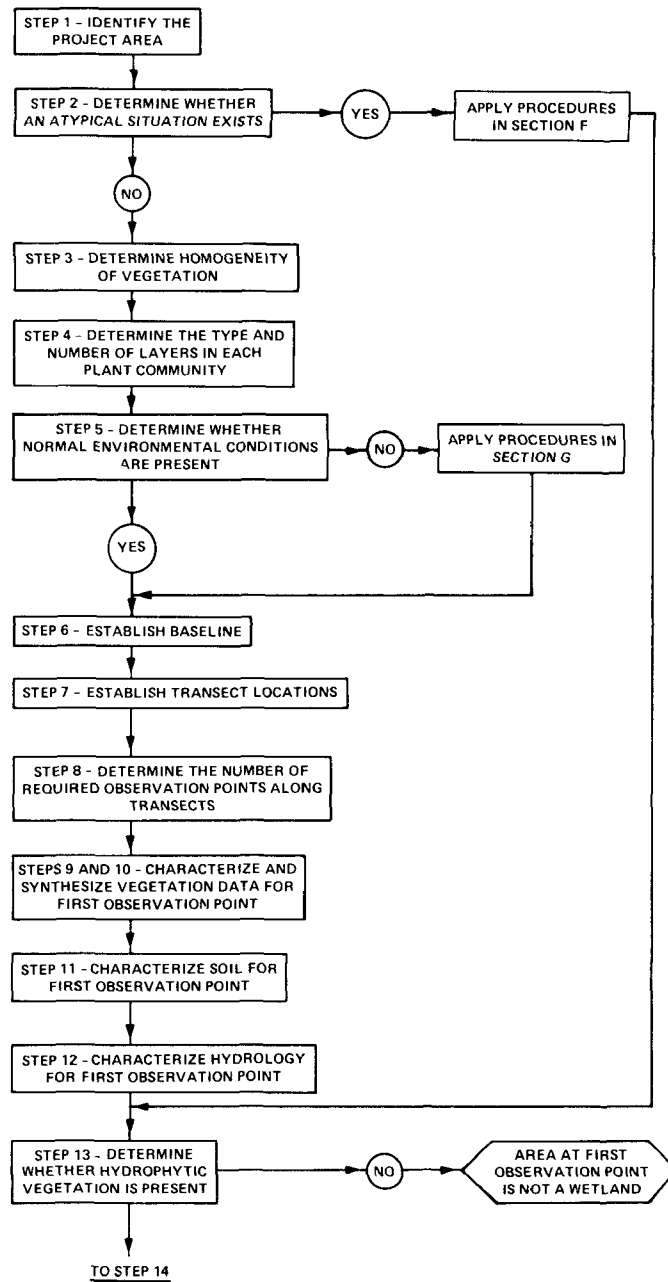 STEP 1 - IDENTIFY THE
PROJECT AREA
STEP 2 - DETERMINE WHETHER
AN ATYPICAL SITUATION EXISTS
YES
APPLY PROCEDURES
IN SECTION F
NO
STEP 3 - DETERMINE HOMOGENEITY
OF VEGETATION
STEP 4 - DETERMINE THE TYPE AND
NUMBER OF LAYERS IN EACH
PLANT COMMUNITY
STEP 5 - DETERMINE WHETHER
NORMAL ENVIRONMENTAL CONDITIONS
ARE PRESENT
NO
APPLY PROCEDURES IN
SECTION G
YES
STEP 6 - ESTABLISH BASELINE
STEP 7 - ESTABLISH TRANSECT LOCATIONS
STEP 8 - DETERMINE THE NUMBER OF
REQUIRED OBSERVATION POINTS ALONG
TRANSECTS
STEPS 9 AND 10 - CHARACTERIZE AND
SYNTHESIZE VEGETATION DATA FOR
FIRST OBSERVATION POINT
STEP 11 - CHARACTERIZE SOIL FOR
FIRST OBSERVATION POINT
STEP 12 - CHARACTERIZE HYDROLOGY
FOR FIRST OBSERVATION POINT
STEP 13 - DETERMINE
WHETHER HYDROPHYTIC
VEGETATION IS PRESENT
NO
AREA AT FIRST
OBSERVATION POINT
IS NOT A WETLAND
TO STEP 14